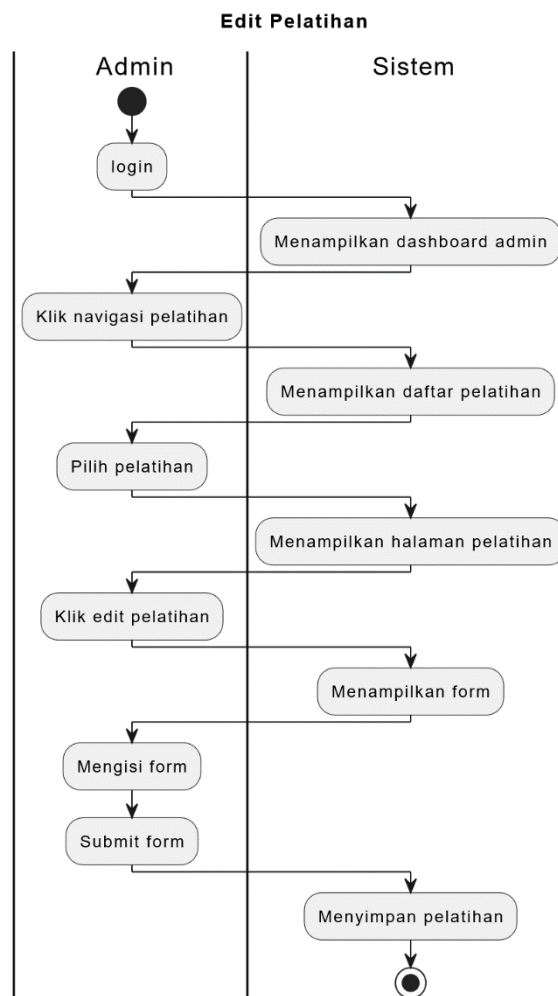 Edit Pelatihan
Admin
Sistem
login
Menampilkan dashboard admin
Klik navigasi pelatihan
Menampilkan daftar pelatihan
Pilih pelatihan
Menampilkan halaman pelatihan
Klik edit pelatihan
Menampilkan form
Mengisi form
Submit form
Menyimpan pelatihan